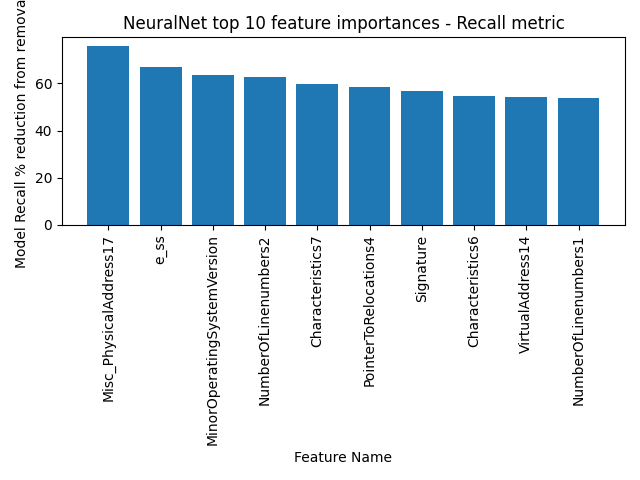 NeuralNet top 10 feature importances - Recall metric
Model Recall % reduction from remova
60
40
20
0
Misc_PhysicalAddress17
e_ss
MinorOperatingSystemVersion
NumberOfLinenumbers2
Characteristics7
PointerToRelocations4
Signature
Characteristics6
VirtualAddress14
NumberOfLinenumbers1
Feature Name